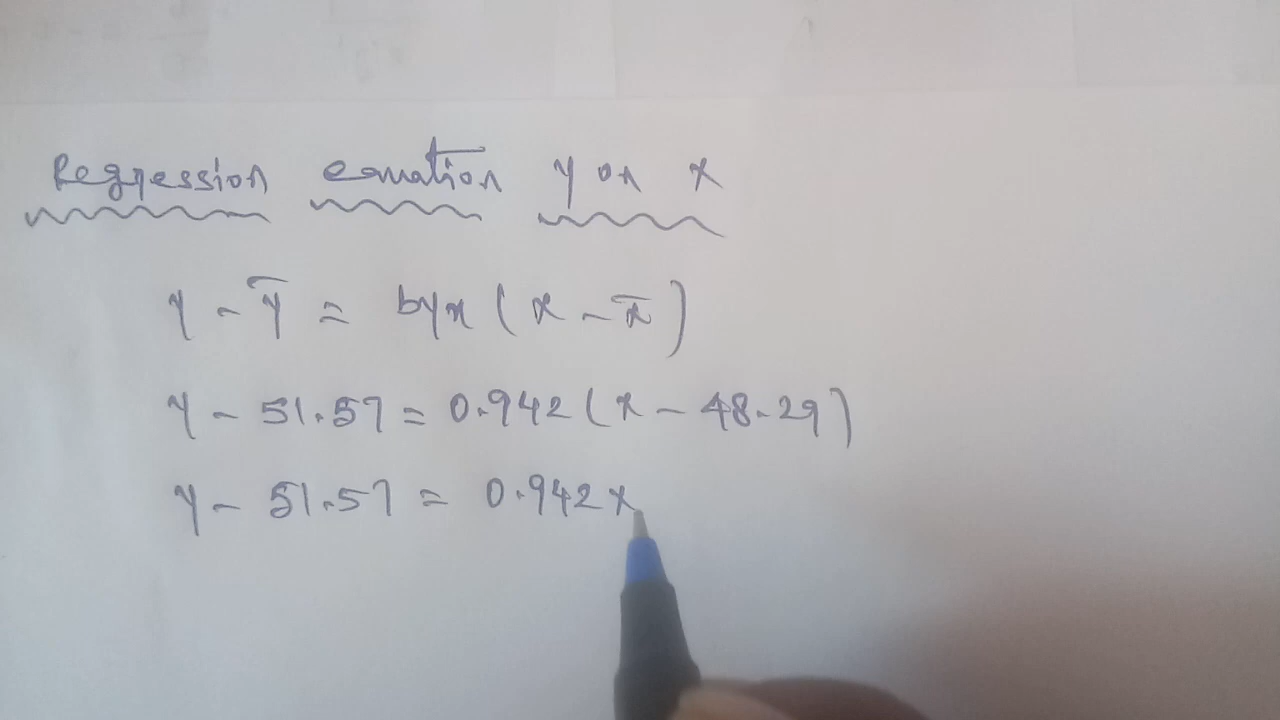 Regression equation y on x
y - ȳ = byx (x - x̄)
y - 51.57 = 0.942 (x - 48.29)
y - 51.57 = 0.942x